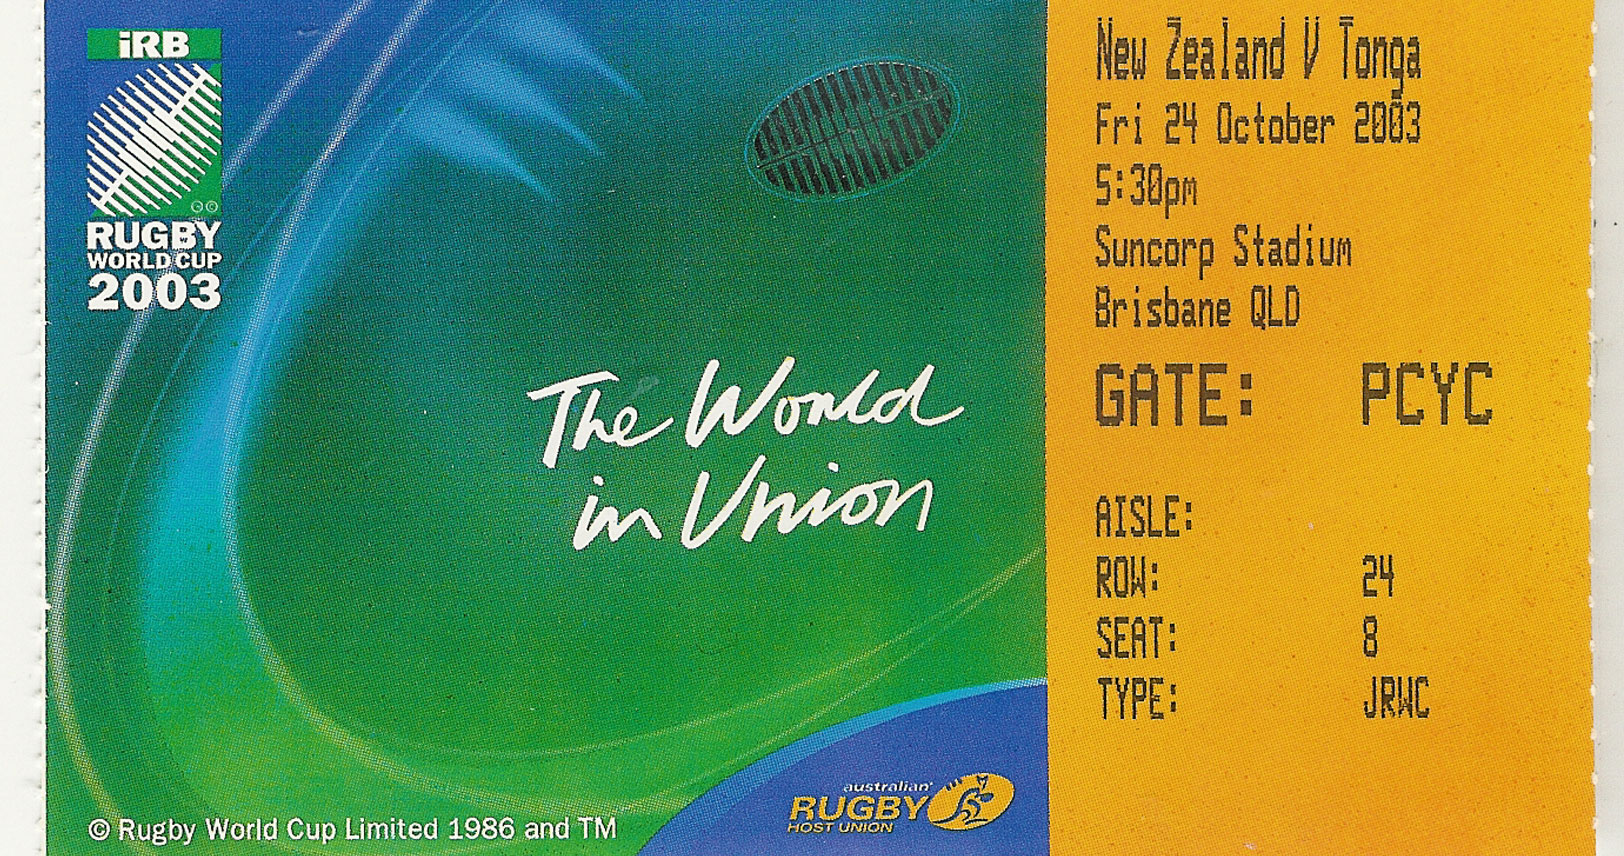 iRB
RUGBY
WORLD CUP
2003
The World
in Union
australian
RUGBY
HOST UNION
© Rugby World Cup Limited 1986 and TM
New Zealand V Tonga
Fri 24 October 2003
5:30pm
Suncorp Stadium
Brisbane QLD
GATE: PCYC
AISLE:
ROW: 24
SEAT: 8
TYPE: JRWC